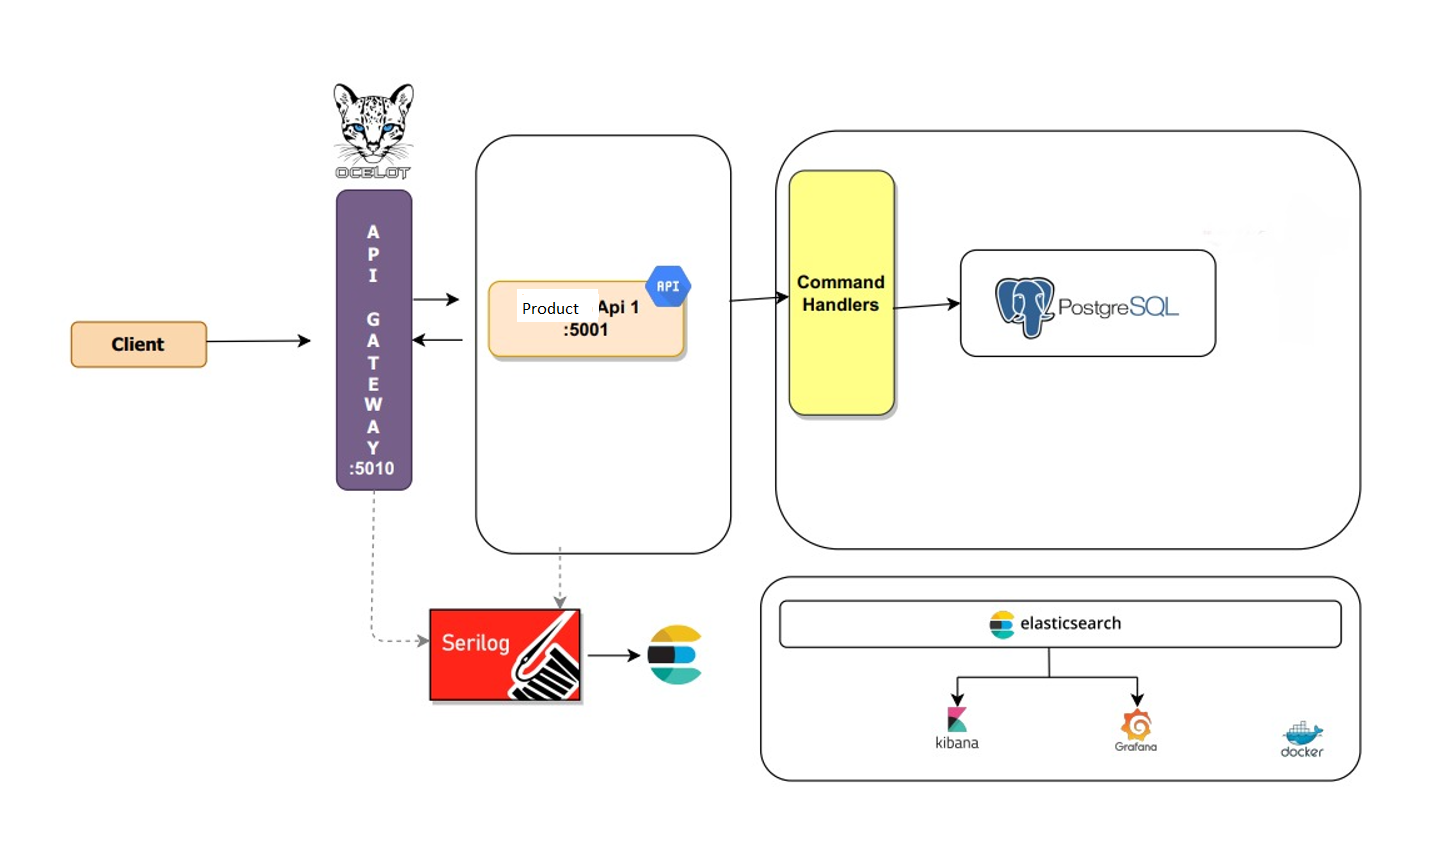 OCELOT
A
P
I
G
A
T
E
W
A
Y
:5010
Client
API
Product Api 1
:5001
Command
Handlers
PostgreSQL
Serilog
elasticsearch
kibana
Grafana
docker